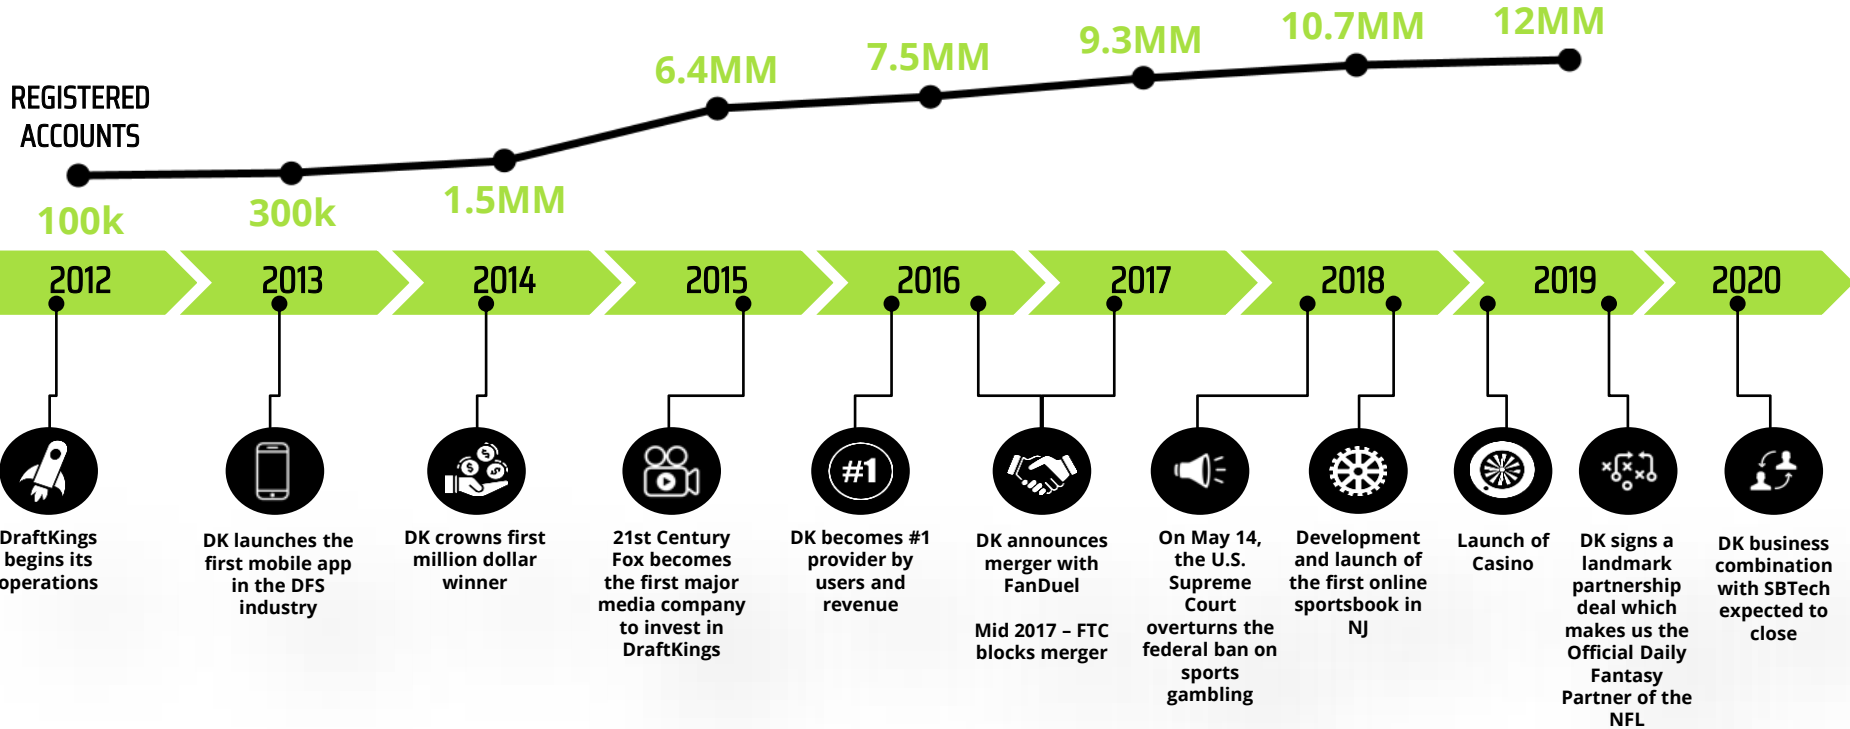 REGISTERED
ACCOUNTS
100k
300k
1.5MM
6.4MM
7.5MM
9.3MM
10.7MM
12MM
2012
2013
2014
2015
2016
2017
2018
2019
2020
DraftKings
begins its
operations
DK launches the
first mobile app
in the DFS
industry
DK crowns first
million dollar
winner
21st Century
Fox becomes
the first major
media company
to invest in
DraftKings
#1
DK becomes #1
provider by
users and
revenue
DK announces
merger with
FanDuel
Mid 2017 – FTC
blocks merger
On May 14,
the U.S.
Supreme
Court
overturns the
federal ban on
sports
gambling
Development
and launch of
the first online
sportsbook in
NJ
Launch of
Casino
DK signs a
landmark
partnership
deal which
makes us the
Official Daily
Fantasy
Partner of the
NFL
DK business
combination
with SBTech
expected to
close